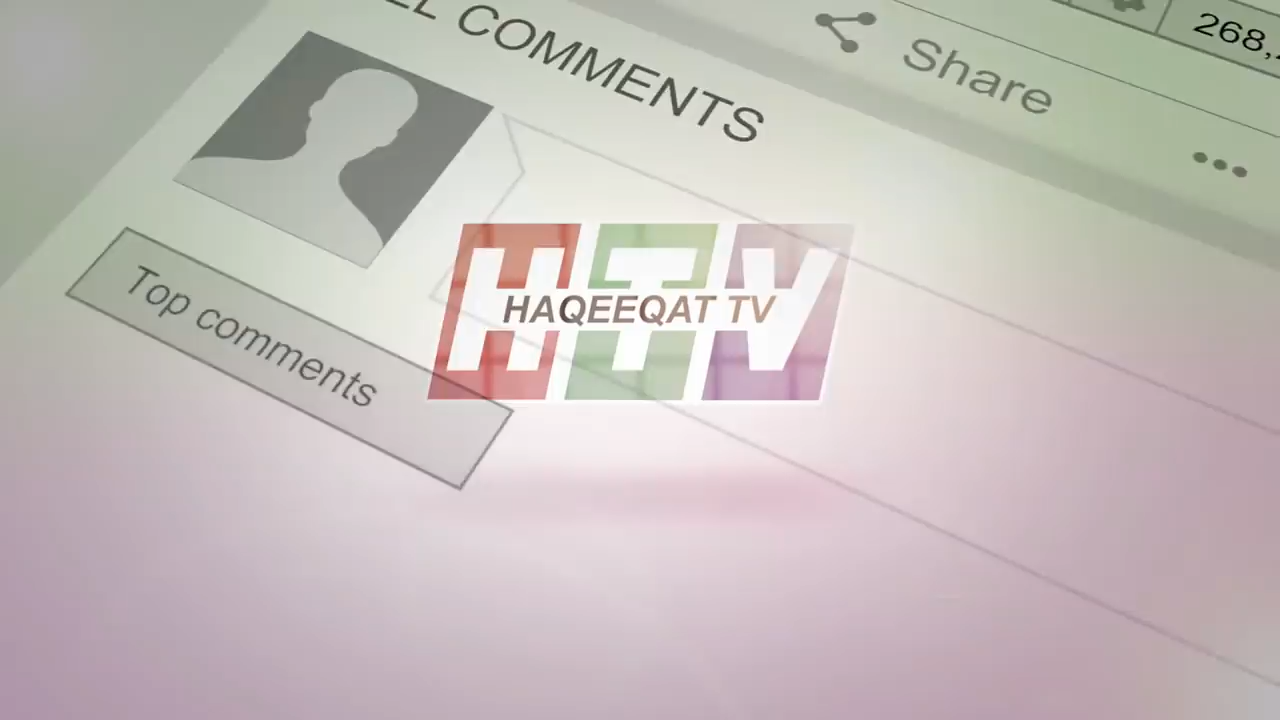 COMMENTS
268,
Share
HTV
HAQEEQAT TV
Top comments